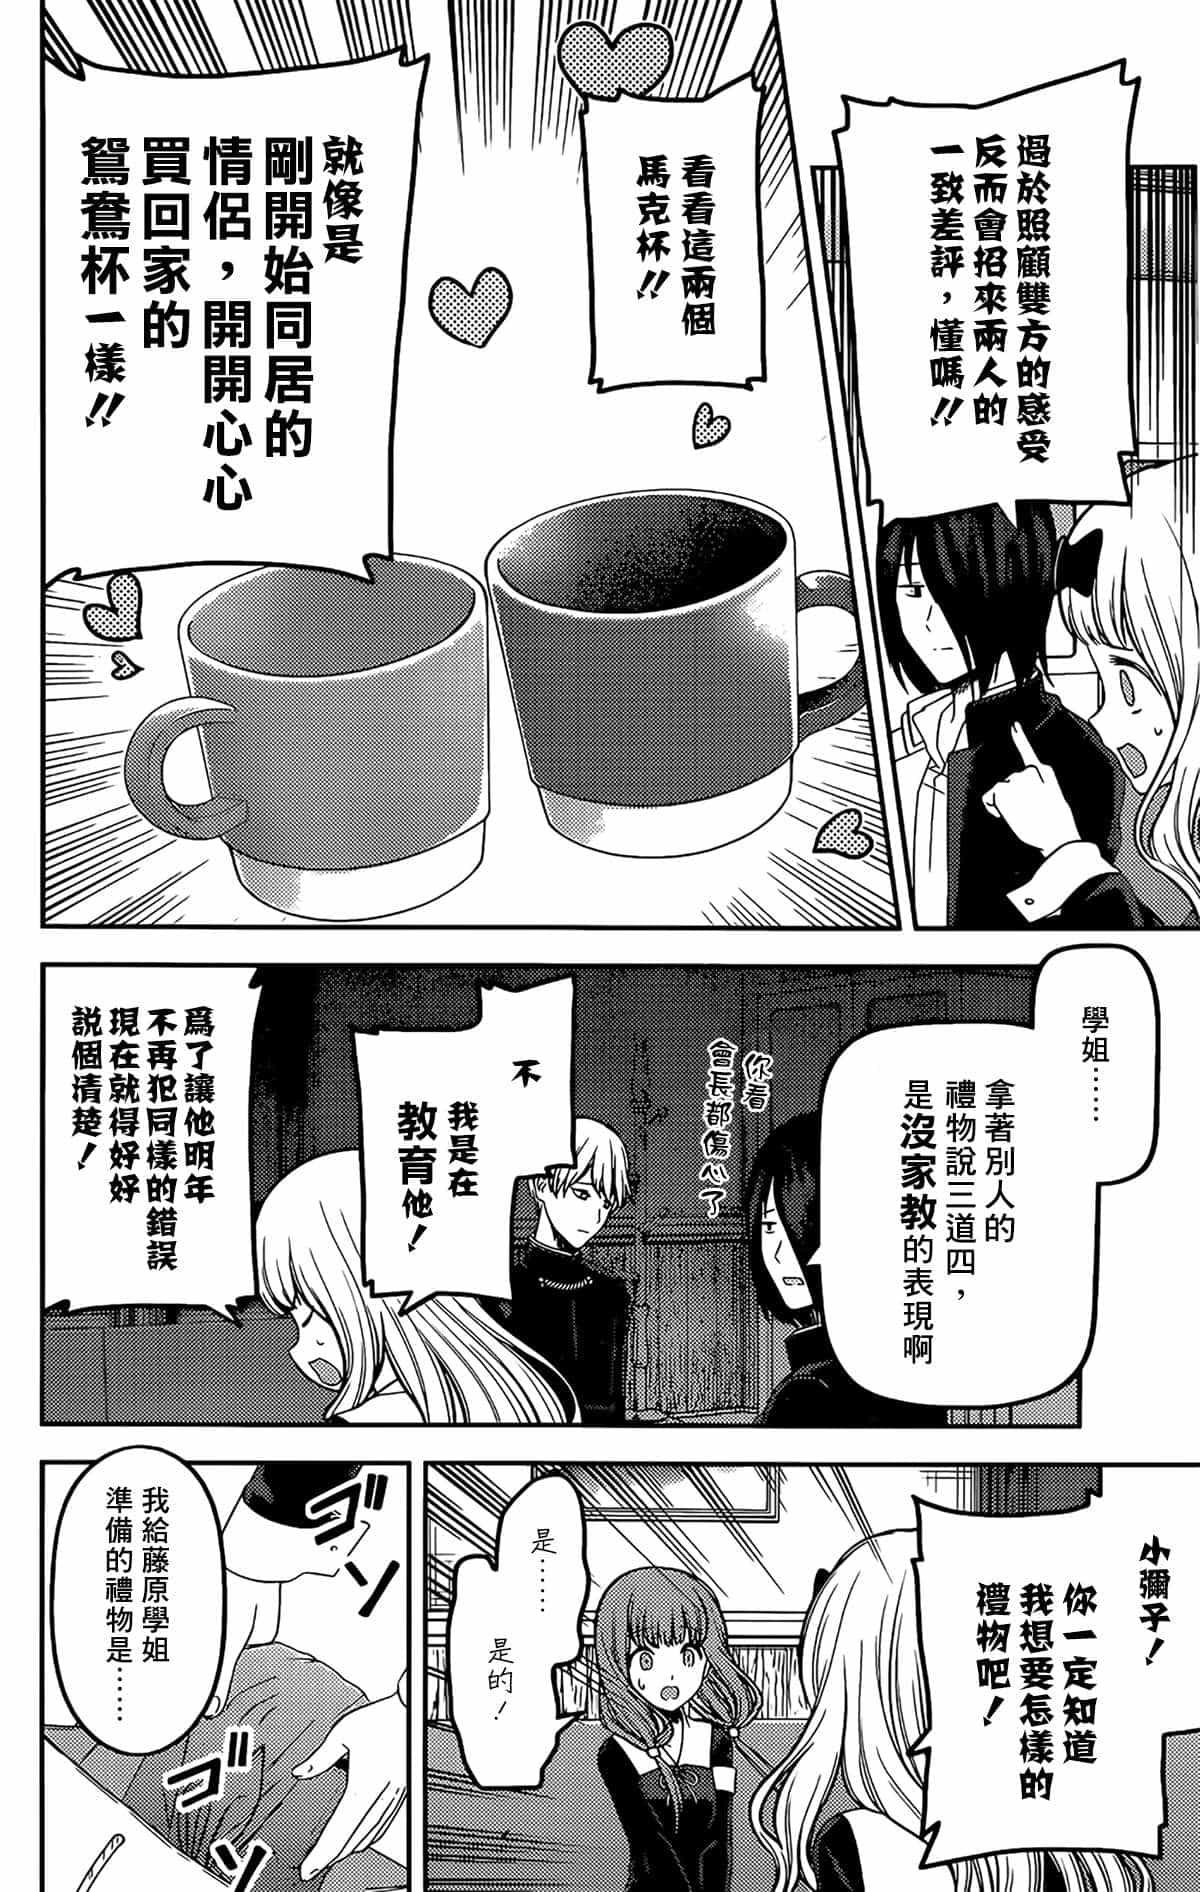 過於照顧雙方的感受
反而會招來兩人的
一致差評，懂嗎！！
看看這兩個
馬克杯！！
就像是
剛開始同居的
情侶，開開心心
買回家的
鴛鴦杯一樣！！
學姐……
拿著別人的
禮物說三道四，
是沒家教的表現啊
你看
會長都傷心了
不
我是在
教育他！
為了讓他明年
不再犯同樣的錯誤
現在就得好好
說個清楚！
小彌子！
你一定知道
我想要怎樣的
禮物吧！
是……
是的！
ガン
ゴソ
ゴソ
我給藤原學姐
準備的禮物是……